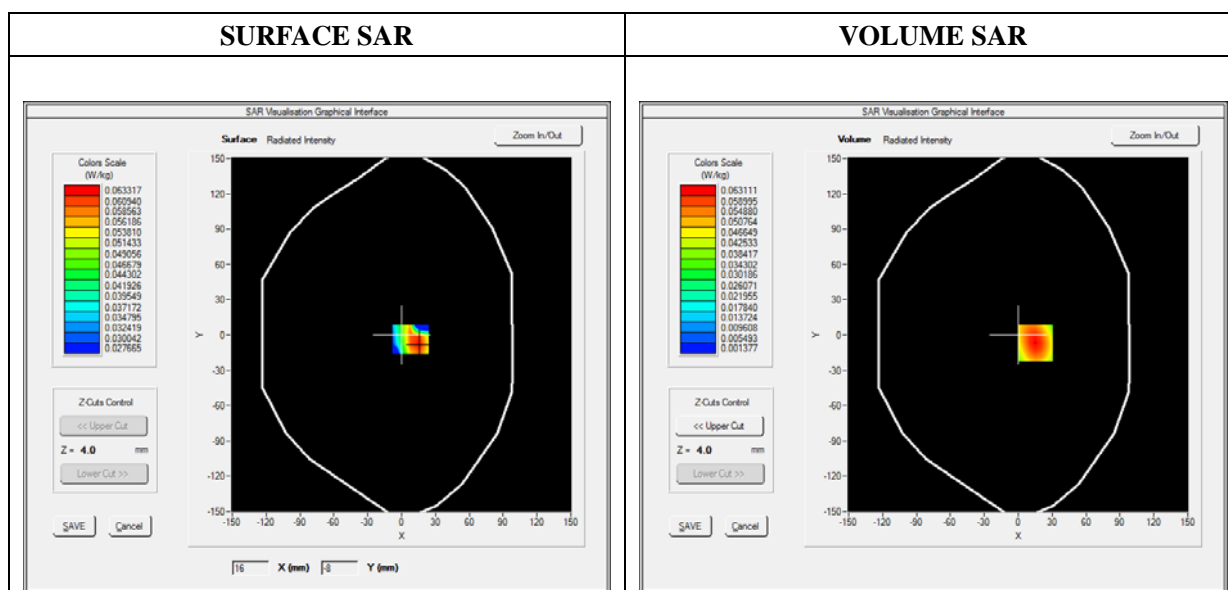 SURFACE SAR
VOLUME SAR
SAR Visualisation Graphical Interface
Surface Radiated Intensity
Zoom In/Out
Colors Scale
(W/kg)
0.063317
0.060940
0.058563
0.056186
0.053810
0.051433
0.049056
0.046679
0.044302
0.041926
0.039549
0.037172
0.034795
0.032419
0.030042
0.027665
Z-Cuts Control
<< Upper Cut
Z = 4.0 mm
Lower Cut >>
SAVE Cancel
150
120
90
60
30
0
-30
-60
-90
-120
-150
Y
-150 -120 -90 -60 -30 0 30 60 90 120 150
X
16 X (mm) -8 Y (mm)
SAR Visualisation Graphical Interface
Volume Radiated Intensity
Zoom In/Out
Colors Scale
(W/kg)
0.063111
0.058995
0.054880
0.050764
0.046649
0.042533
0.038417
0.034302
0.030186
0.026071
0.021955
0.017840
0.013724
0.009608
0.005493
0.001377
Z-Cuts Control
<< Upper Cut
Z = 4.0 mm
Lower Cut >>
SAVE Cancel
150
120
90
60
30
0
-30
-60
-90
-120
-150
Y
-150 -120 -90 -60 -30 0 30 60 90 120 150
X